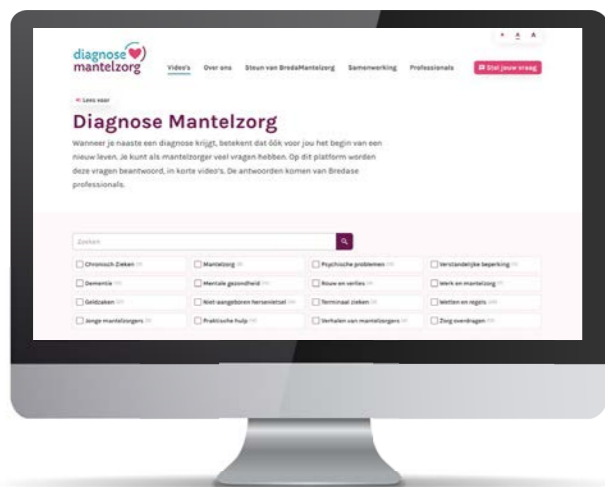 A A A
diagnose
mantelzorg
Video's Over ons Steun van BredaMantelzorg Samenwerking Professionals Stel jouw vraag
Lees voor
Diagnose Mantelzorg
Wanneer je naaste een diagnose krijgt, betekent dat óók voor jou het begin van een
nieuw leven. Je kunt als mantelzorger veel vragen hebben. Op dit platform worden
deze vragen beantwoord, in korte video's. De antwoorden komen van Bredase
professionals.
Zoeken
Chronisch Zieken Mantelzorg Psychische problemen Verstandelijke beperking
Dementie Mentale gezondheid Rouw en verlies Werk en mantelzorg
Geldzaken Niet-aangeboren hersenletsel Terminaal zieken Wetten en regels
Jonge mantelzorgers Praktische hulp Verhalen van mantelzorgers Zorg overdragen